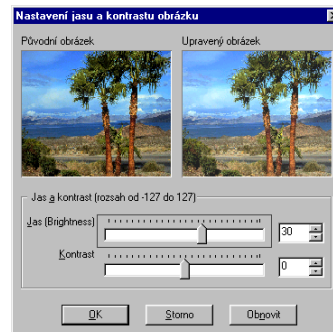 Nastavení jasu a kontrastu obrázku
Původní obrázek
Upravený obrázek
Jas a kontrast (rozsah od -127 do 127)
Jas (Brightness)
30
Kontrast
0
OK
Storno
Obnovit